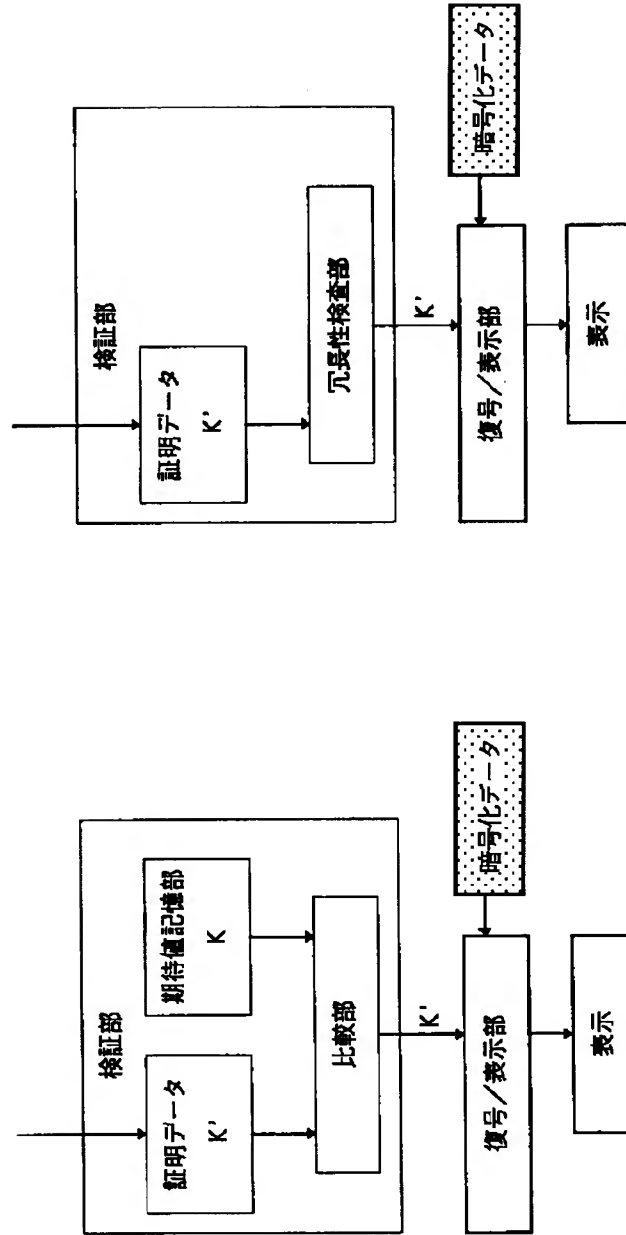 検証部
証明データ
K'
期待値記憶部
K
比較部
K'
暗号化データ
復号/表示部
表示
検証部
証明データ
K'
冗長性検査部
K'
暗号化データ
復号/表示部
表示